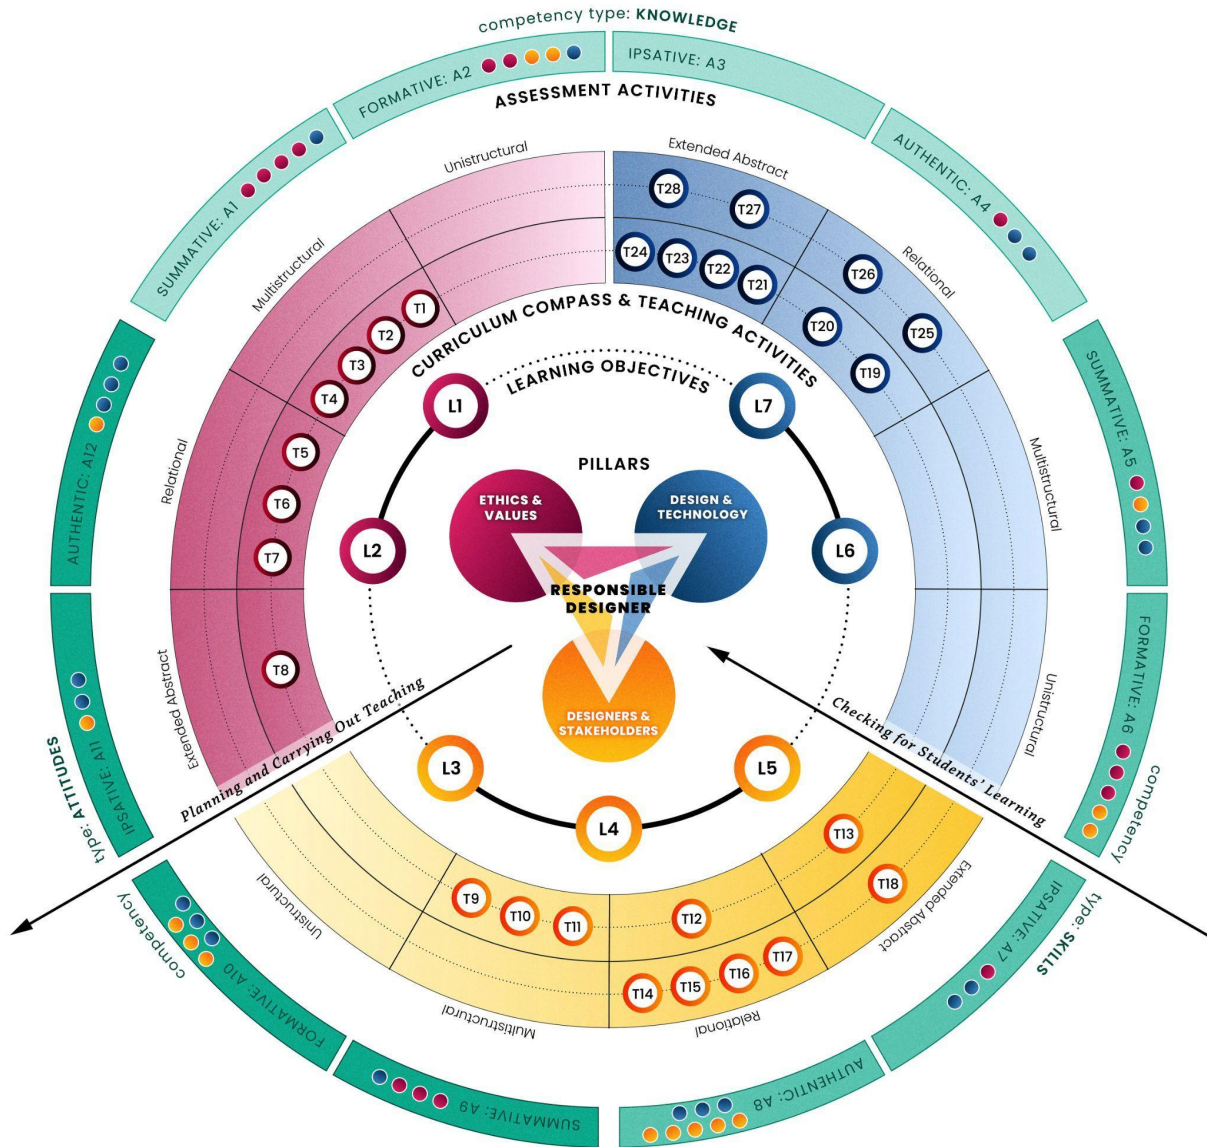 competency type: KNOWLEDGE
FORMATIVE: A2
IPSATIVE: A3
ASSESSMENT ACTIVITIES
SUMMATIVE: A1
AUTHENTIC: A4
Unistructural
Extended Abstract
T28
T27
Multistructural
Relational
T24
T23
T22
T21
T26
T25
T20
T19
T1
T2
T3
T4
CURRICULUM COMPASS & TEACHING ACTIVITIES
LEARNING OBJECTIVES
L1
L7
AUTHENTIC: A12
SUMMATIVE: A5
Relational
Multistructural
T5
T6
T7
PILLARS
ETHICS &
VALUES
DESIGN &
TECHNOLOGY
L2
L6
RESPONSIBLE
DESIGNER
FORMATIVE: A6
T8
Extended Abstract
Unistructural
DESIGNERS &
STAKEHOLDERS
Planning and Carrying Out Teaching
Checking for Students' Learning
IPSATIVE: A11
competency
type: ATTITUDES
L3
L4
L5
competency
type: SKILLS
T13
T18
T9
T10
T11
T12
T14
T15
T16
T17
Unistructural
Multistructural
Relational
Extended Abstract
IPSATIVE: A7
FORMATIVE: A10
SUMMATIVE: A9
AUTHENTIC: A8